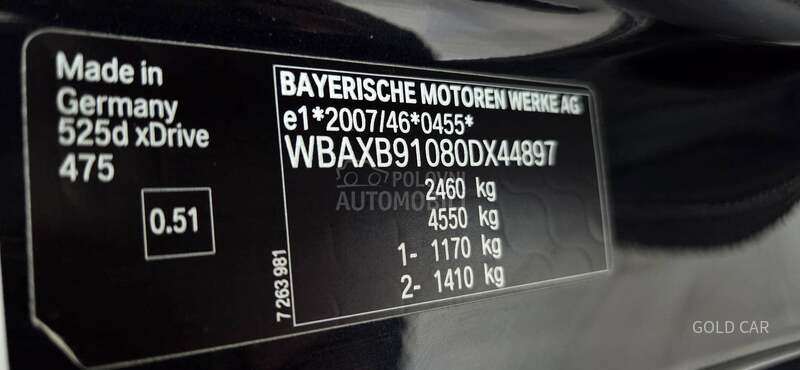 Made in
Germany
525d xDrive
475
0.51
BAYERISCHE MOTOREN WERKE AG
e1*2007/46*0455*
WBAXB91080DX44897
2460 kg
4550 kg
1- 1170 kg
2- 1410 kg
7 263 981
POLOVNI
AUTOMOBILI
GOLD CAR